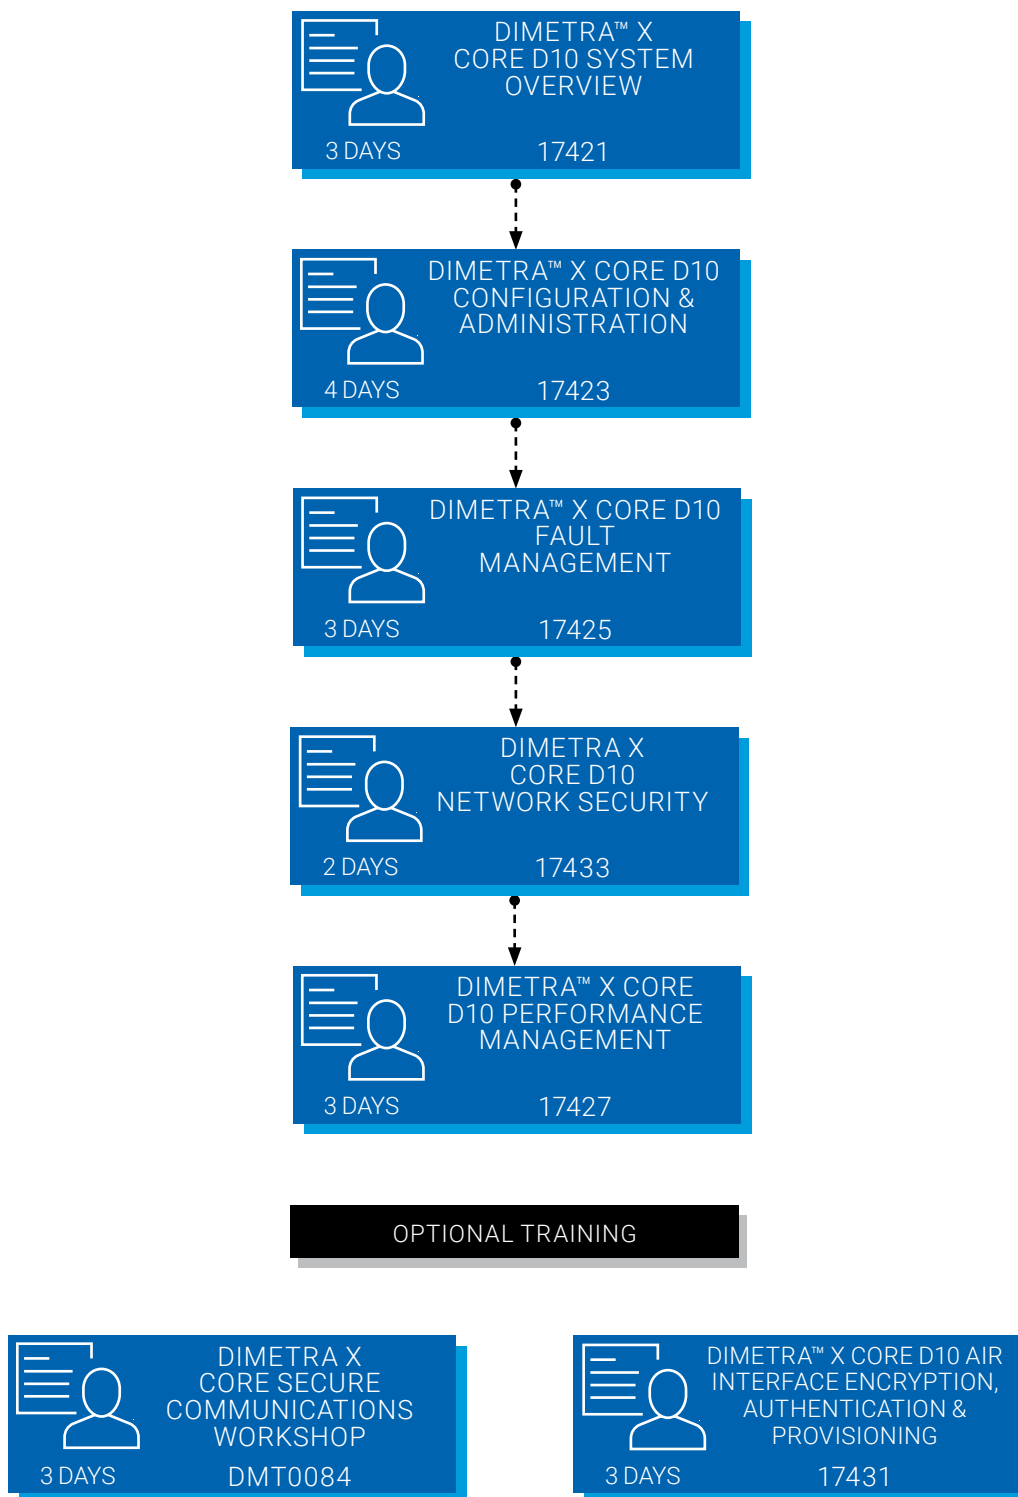 DIMETRA™ X
CORE D10 SYSTEM
OVERVIEW
3 DAYS
17421
DIMETRA™ X CORE D10
CONFIGURATION &
ADMINISTRATION
4 DAYS
17423
DIMETRA™ X CORE D10
FAULT
MANAGEMENT
3 DAYS
17425
DIMETRA X
CORE D10
NETWORK SECURITY
2 DAYS
17433
DIMETRA™ X CORE
D10 PERFORMANCE
MANAGEMENT
3 DAYS
17427
OPTIONAL TRAINING
DIMETRA X
CORE SECURE
COMMUNICATIONS
WORKSHOP
3 DAYS
DMT0084
DIMETRA™ X CORE D10 AIR
INTERFACE ENCRYPTION,
AUTHENTICATION &
PROVISIONING
3 DAYS
17431